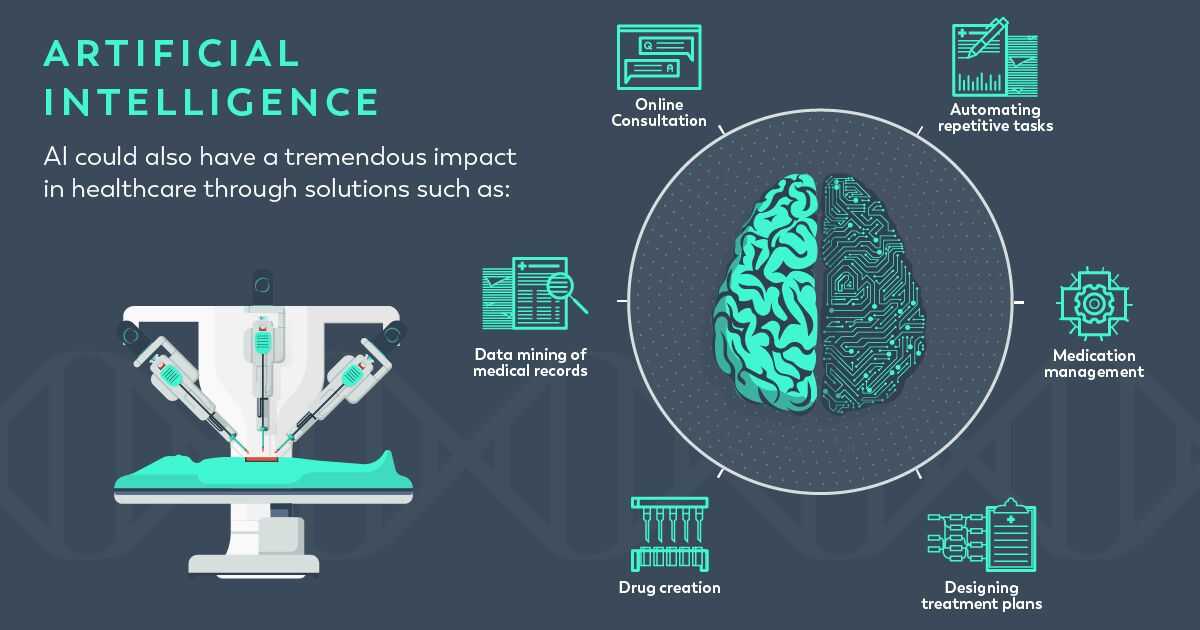 ARTIFICIAL
INTELLIGENCE
AI could also have a tremendous impact
in healthcare through solutions such as:
Q
A
Online
Consultation
Automating
repetitive tasks
Data mining of
medical records
Medication
management
Drug creation
Designing
treatment plans